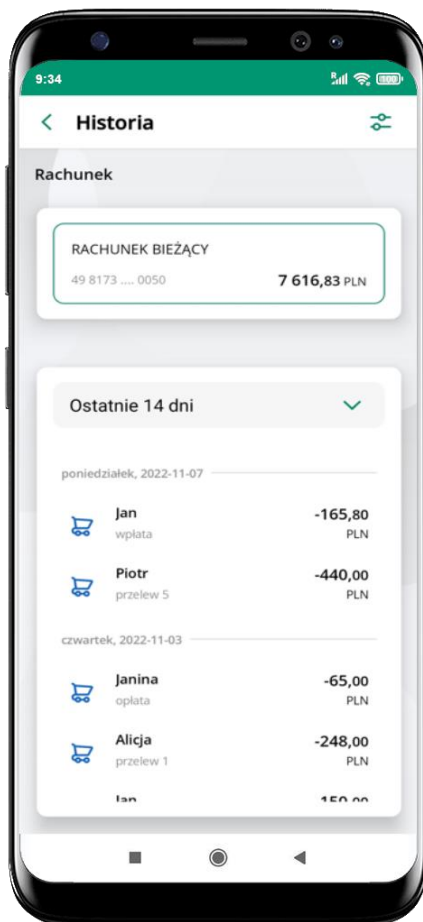 9:34
R
100
Historia
Rachunek
RACHUNEK BIEŻĄCY
49 8173 .... 0050
7 616,83 PLN
Ostatnie 14 dni
poniedziałek, 2022-11-07
Jan
-165,80
wpłata
PLN
Piotr
-440,00
przelew 5
PLN
czwartek, 2022-11-03
Janina
-65,00
opłata
PLN
Alicja
-248,00
przelew 1
PLN
Jan